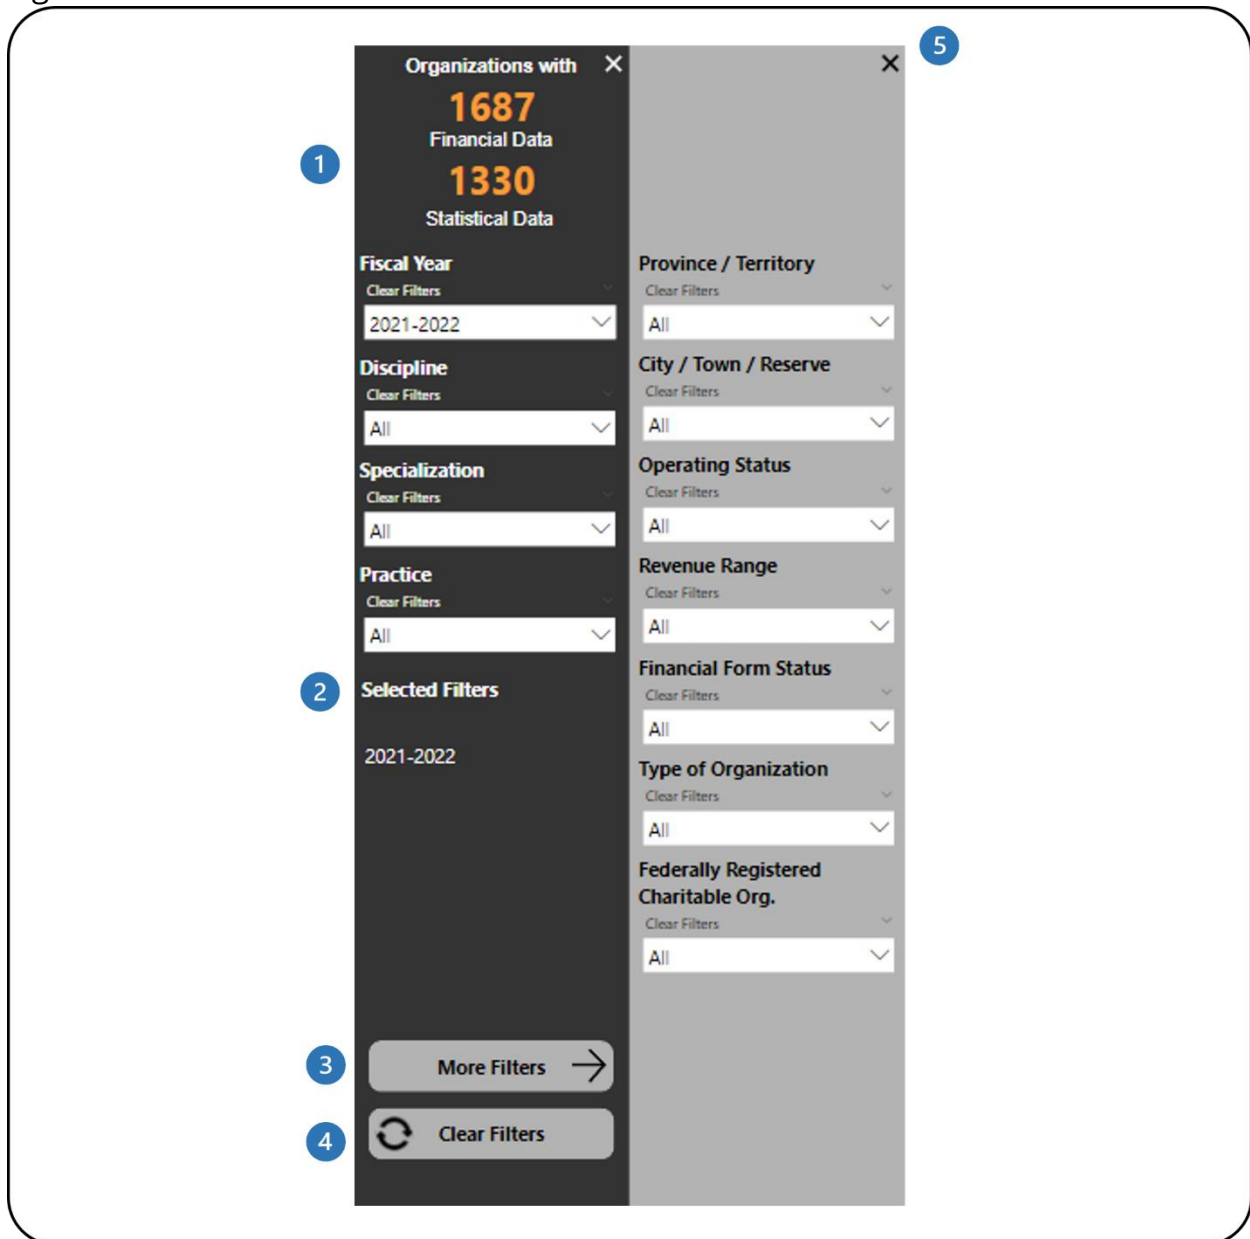 5
Organizations with
1687
Financial Data
1
1330
Statistical Data
Fiscal Year
Clear Filters
2021-2022
Discipline
Clear Filters
All
Specialization
Clear Filters
All
Practice
Clear Filters
All
2
Selected Filters
2021-2022
3
More Filters
4
Clear Filters
Province / Territory
Clear Filters
All
City / Town / Reserve
Clear Filters
All
Operating Status
Clear Filters
All
Revenue Range
Clear Filters
All
Financial Form Status
Clear Filters
All
Type of Organization
Clear Filters
All
Federally Registered
Charitable Org.
Clear Filters
All